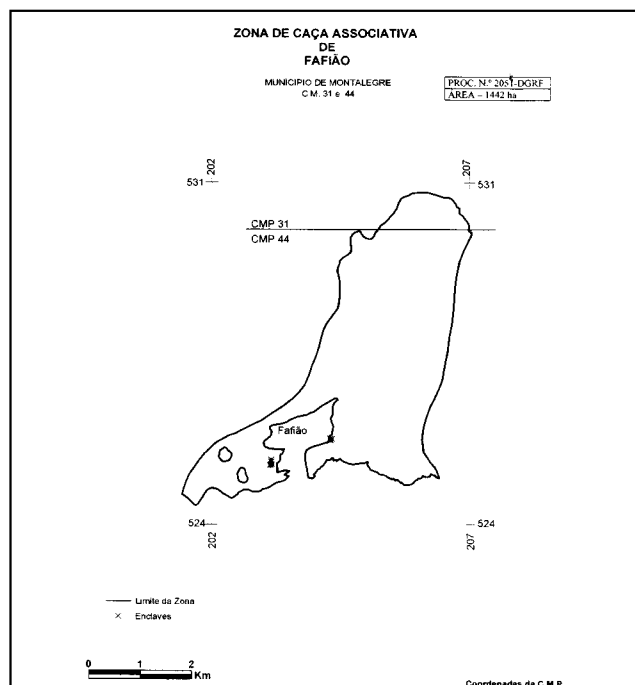 ZONA DE CAÇA ASSOCIATIVA
DE
FAFIÃO
MUNICIPIO DE MONTALEGRE
C.M. 31 e 44
PROC. N.º 2051-DGRF
AREA – 1442 ha
202
207
531
531
CMP 31
CMP 44
Fafião
524
524
202
207
Limite da Zona
Enclaves
0 1 2
Km
Coordenadas da C.M.P.